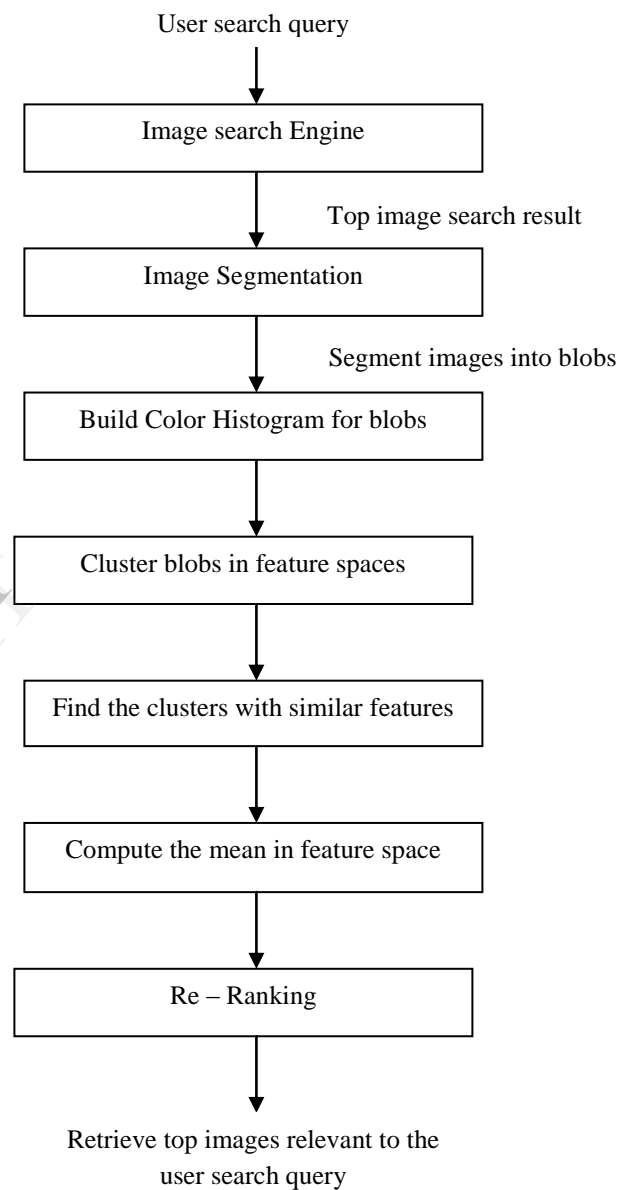 User search query
Image search Engine
Top image search result
Image Segmentation
Segment images into blobs
Build Color Histogram for blobs
Cluster blobs in feature spaces
Find the clusters with similar features
Compute the mean in feature space
Re – Ranking
Retrieve top images relevant to the
user search query